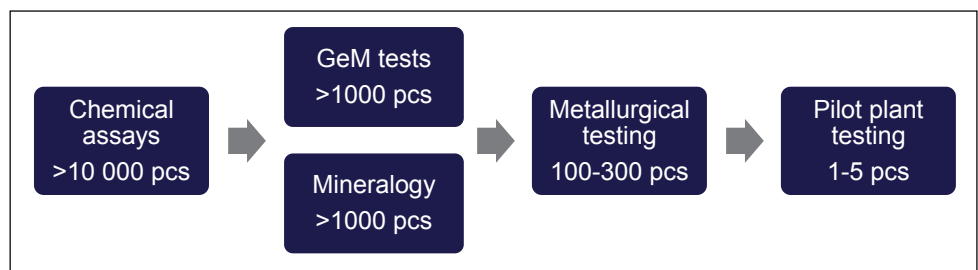 Chemical
assays
>10 000 pcs
GeM tests
>1000 pcs
Mineralogy
>1000 pcs
Metallurgical
testing
100-300 pcs
Pilot plant
testing
1-5 pcs